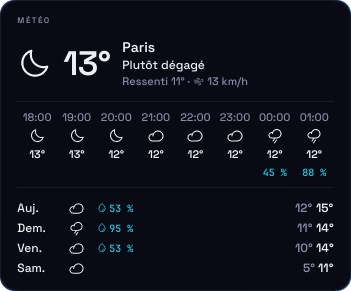 MÉTÉO
13°
Paris
Plutôt dégagé
Ressenti 11° · 13 km/h
18:00 19:00 20:00 21:00 22:00 23:00 00:00 01:00
13° 13° 12° 12° 12° 12° 12° 12°
45 % 88 %
Auj. 53 % 12° 15°
Dem. 95 % 11° 14°
Ven. 53 % 10° 14°
Sam. 5° 11°